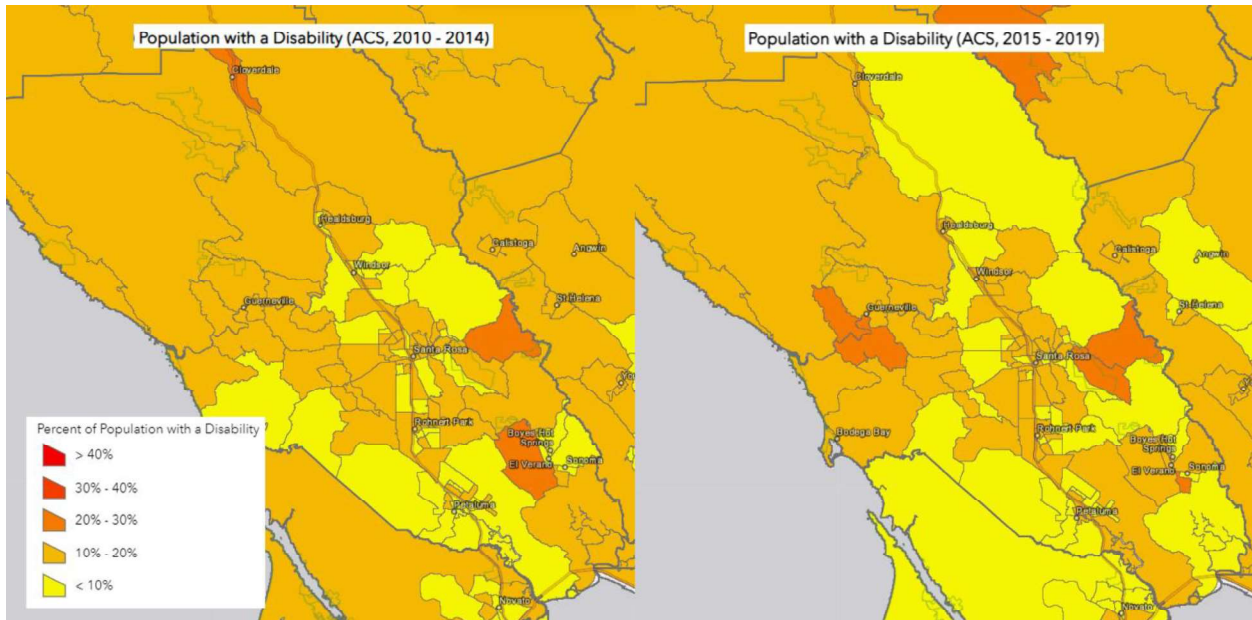 Population with a Disability (ACS, 2010 - 2014)
Cloverdale
Healdsburg
Windsor
Calistoga
Angwin
Guerneville
St Helena
Santa Rosa
Rohnert Park
Boyes Hot
Springs
El Verano
Sonoma
Petaluma
Novato
Percent of Population with a Disability
> 40%
30% - 40%
20% - 30%
10% - 20%
< 10%
Population with a Disability (ACS, 2015 - 2019)
Cloverdale
Healdsburg
Windsor
Calistoga
Angwin
Guerneville
St Helena
Santa Rosa
Bodega Bay
Rohnert Park
Boyes Hot
Springs
El Verano
Sonoma
Petaluma
Novato